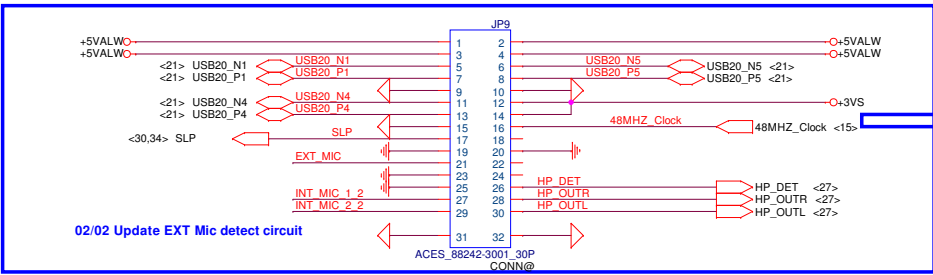 JP9
+5VALW 1 2 +5VALW
+5VALW 3 4 +5VALW
<21> USB20_N1 USB20_N1 5 6 USB20_N5 USB20_N5 <21>
<21> USB20_P1 USB20_P1 7 8 USB20_P5 USB20_P5 <21>
9 10
<21> USB20_N4 USB20_N4 11 12 +3VS
<21> USB20_P4 USB20_P4 13 14
15 16 48MHZ_Clock 48MHZ_Clock <15>
<30,34> SLP SLP 17 18
19 20
EXT_MIC 21 22
23 24
25 26 HP_DET HP_DET <27>
INT_MIC_1_2 27 28 HP_OUTR HP_OUTR <27>
INT_MIC_2_2 29 30 HP_OUTL HP_OUTL <27>
02/02 Update EXT Mic detect circuit
31 32
ACES_88242-3001_30P
CONN@